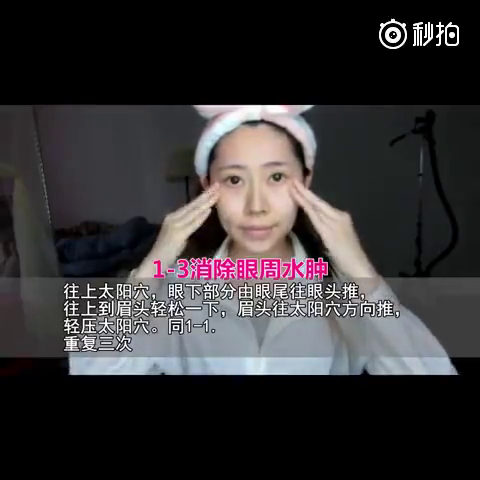 秒拍
1-3消除眼周水肿
往上太阳穴，眼下部分由眼尾往眼头推，
往上到眉头轻松一下，眉头往太阳穴方向推，
轻压太阳穴。同1-1.
重复三次